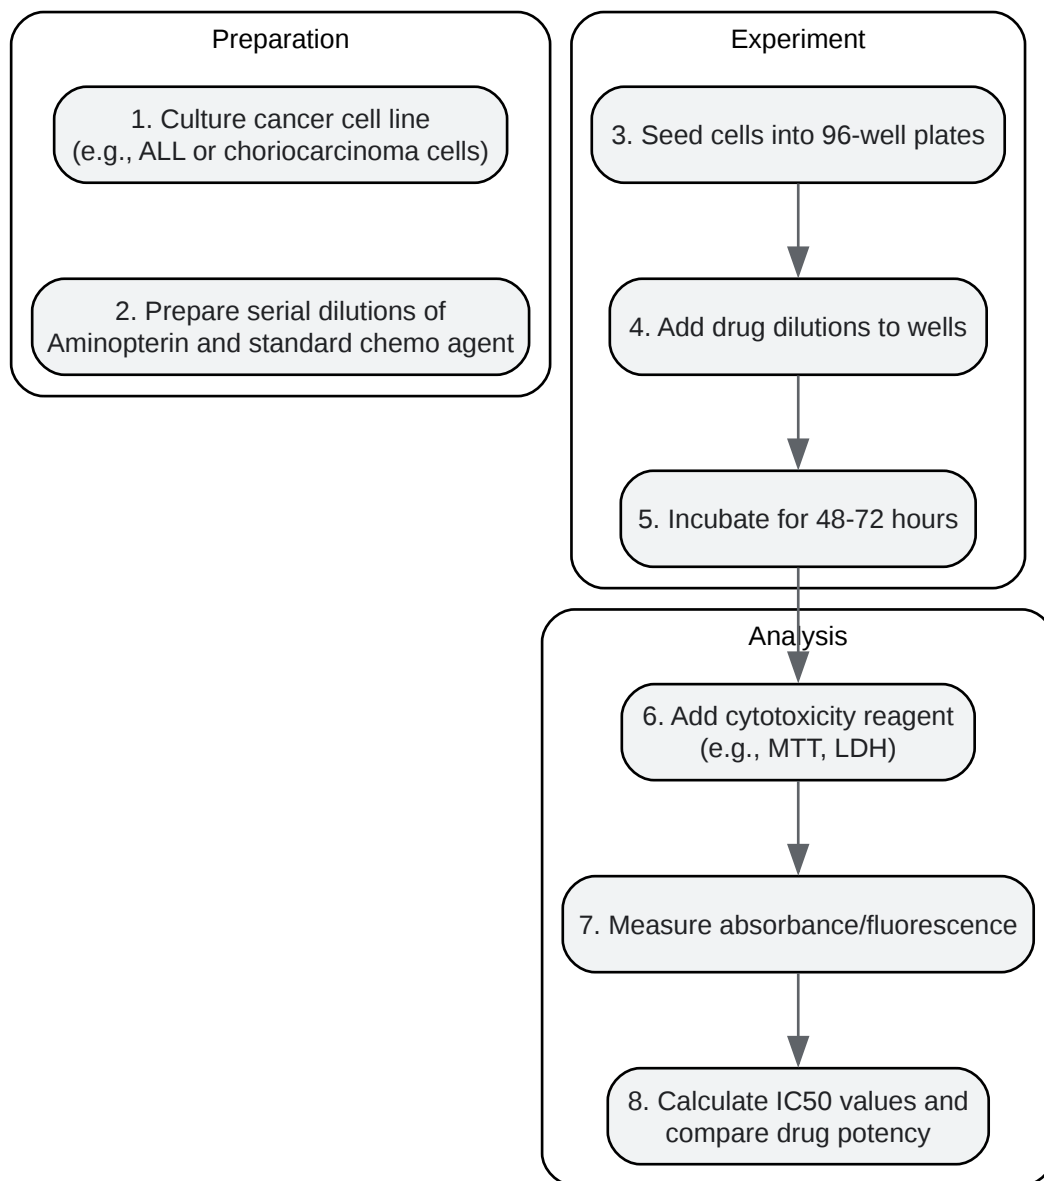 Preparation
1. Culture cancer cell line
(e.g., ALL or choriocarcinoma cells)
2. Prepare serial dilutions of
Aminopterin and standard chemo agent
Experiment
3. Seed cells into 96-well plates
4. Add drug dilutions to wells
5. Incubate for 48-72 hours
Analysis
6. Add cytotoxicity reagent
(e.g., MTT, LDH)
7. Measure absorbance/fluorescence
8. Calculate IC50 values and
compare drug potency